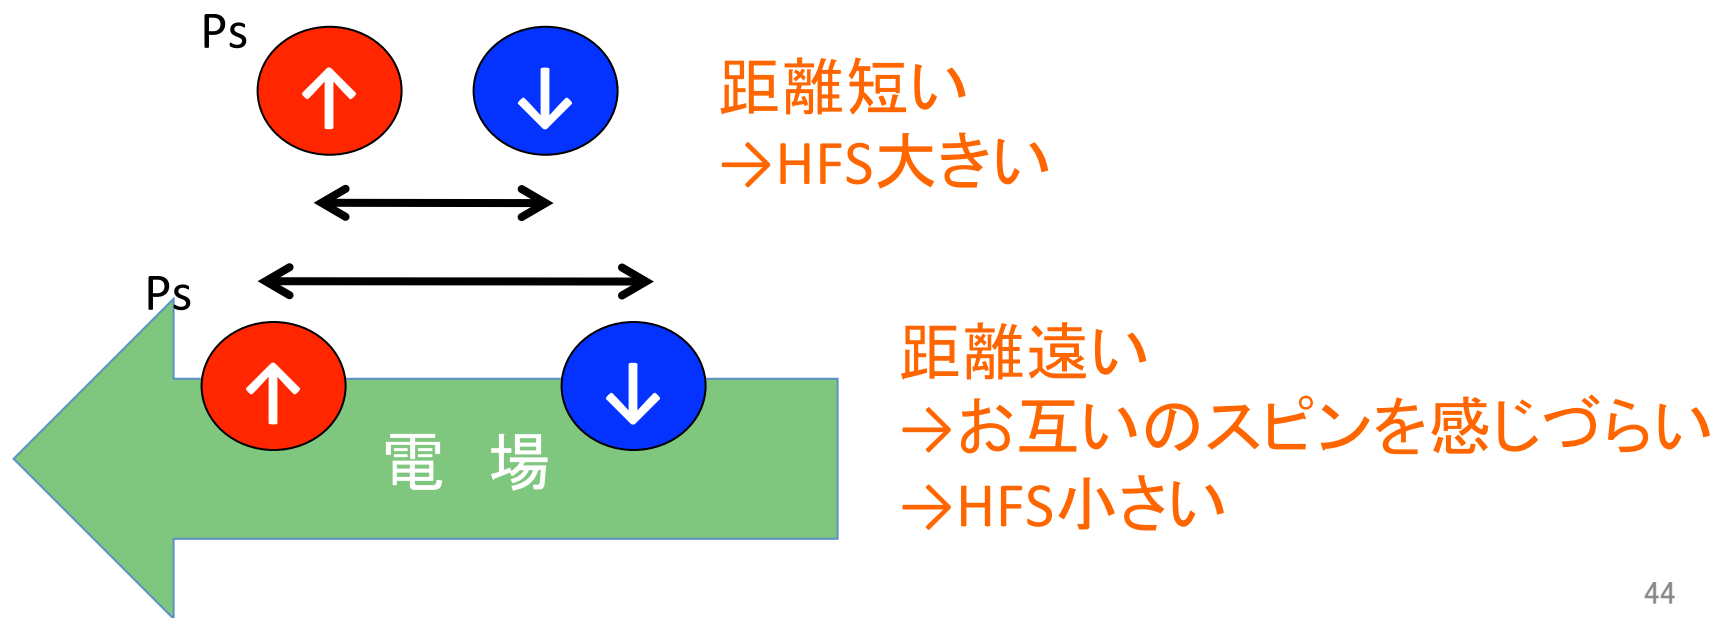 Ps
↑ ↓
距離短い
→HFS大きい
Ps
↑ ↓
電 場
距離遠い
→お互いのスピンを感じづらい
→HFS小さい
44